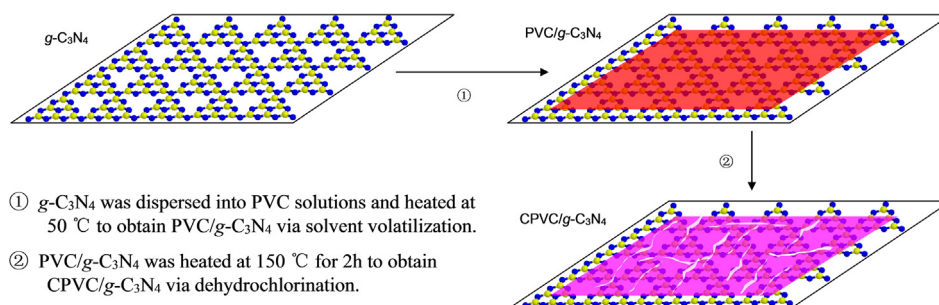 g-C₃N₄
PVC/g-C₃N₄
①
②
CPVC/g-C₃N₄
① g-C₃N₄ was dispersed into PVC solutions and heated at
50 ℃ to obtain PVC/g-C₃N₄ via solvent volatilization.
② PVC/g-C₃N₄ was heated at 150 ℃ for 2h to obtain
CPVC/g-C₃N₄ via dehydrochlorination.